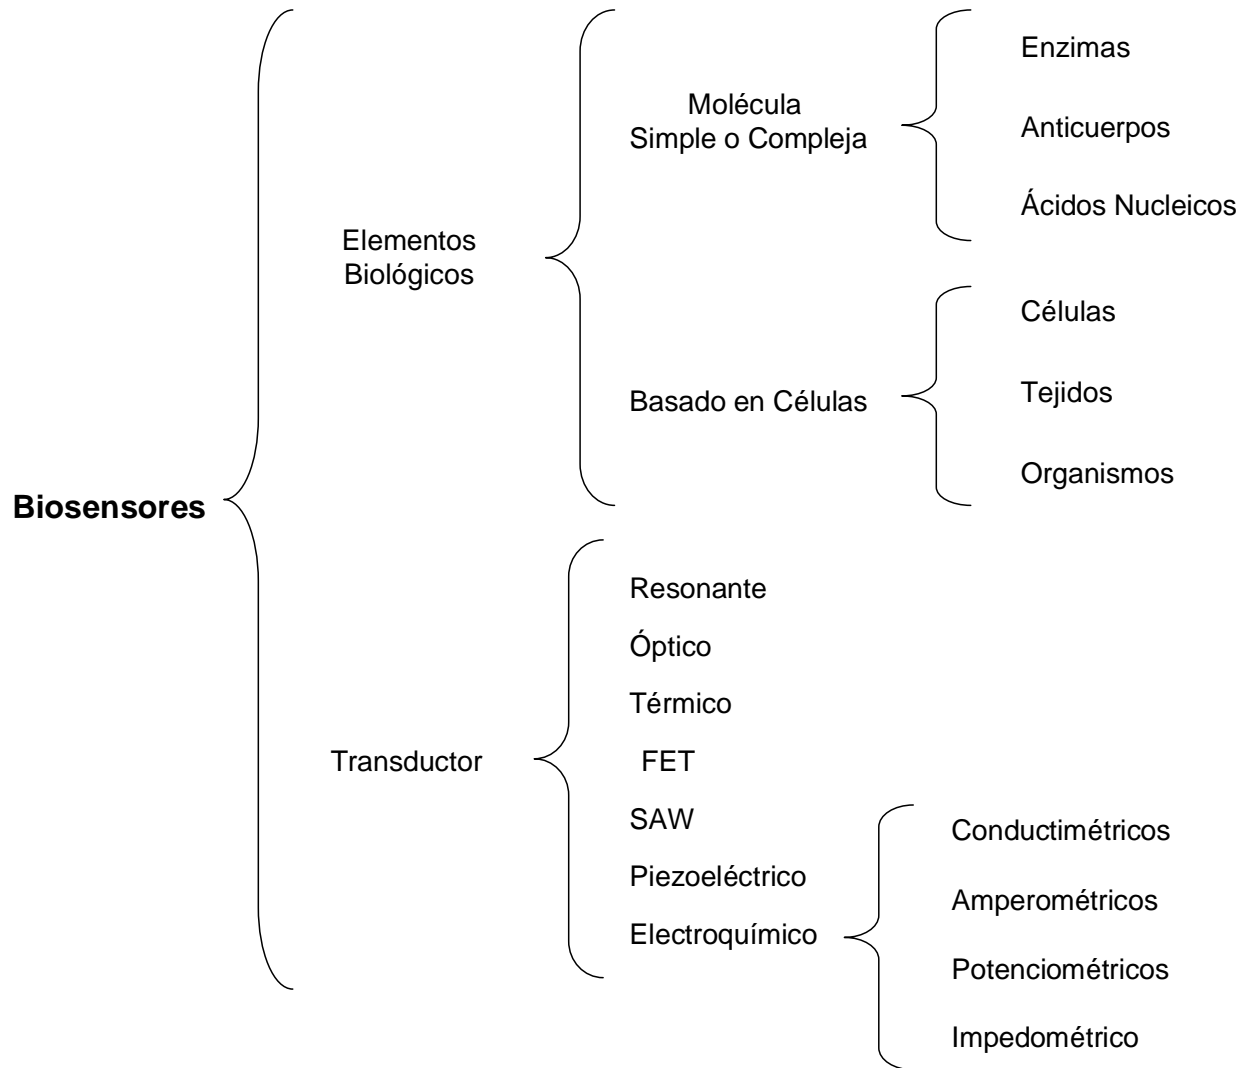 Biosensores
Elementos
Biológicos
Molécula
Simple o Compleja
Enzimas
Anticuerpos
Ácidos Nucleicos
Basado en Células
Células
Tejidos
Organismos
Transductor
Resonante
Óptico
Térmico
FET
SAW
Piezoeléctrico
Electroquímico
Conductimétricos
Amperométricos
Potenciométricos
Impedométrico